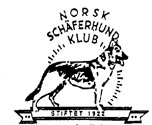 NORSK
SCHÄFERHUND
KLUB
STIFTET 1922